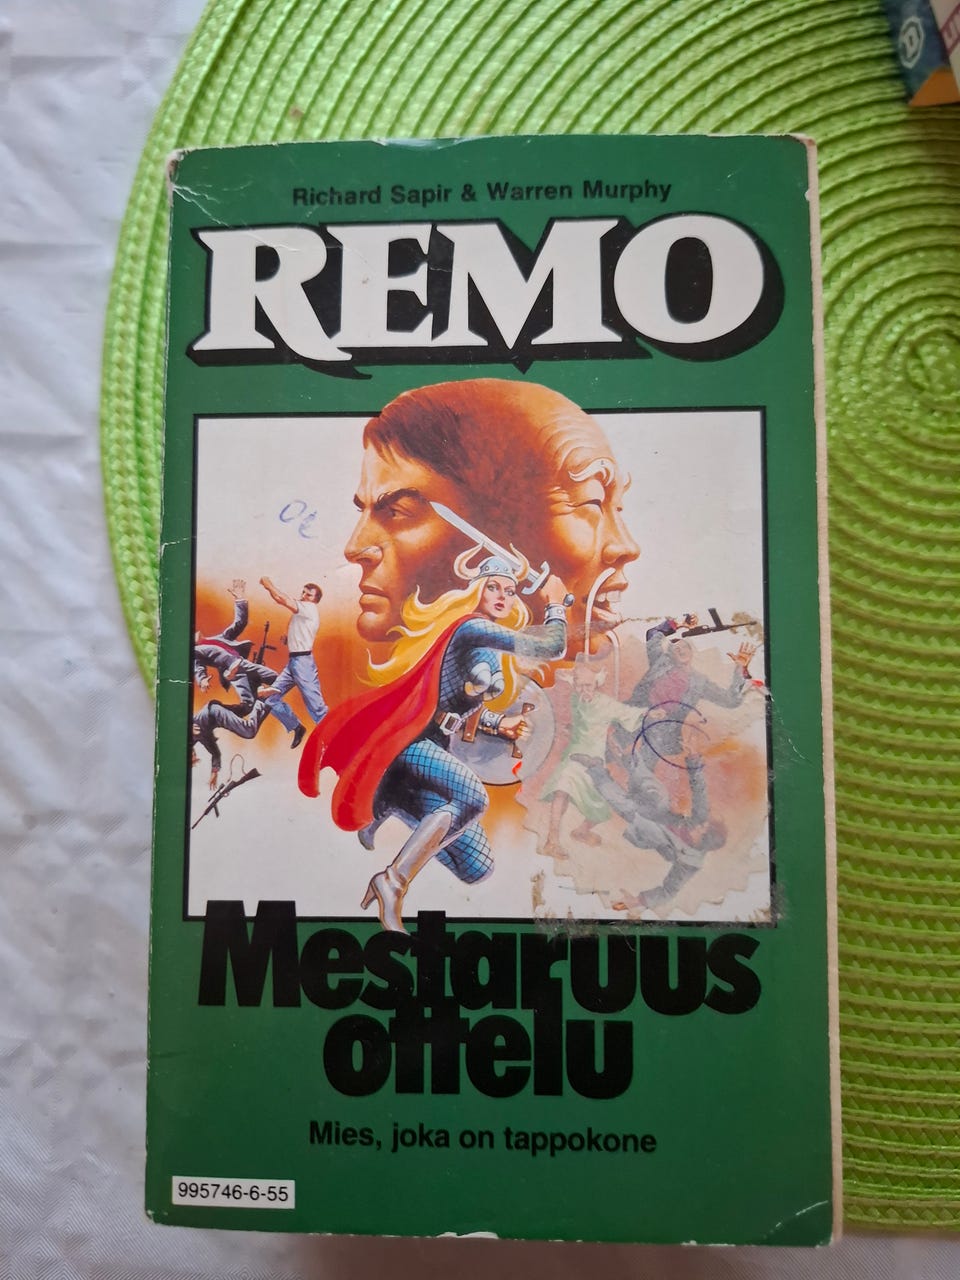 Richard Sapir & Warren Murphy
REMO
Mestaruus
ottelu
Mies, joka on tappokone
995746-6-55